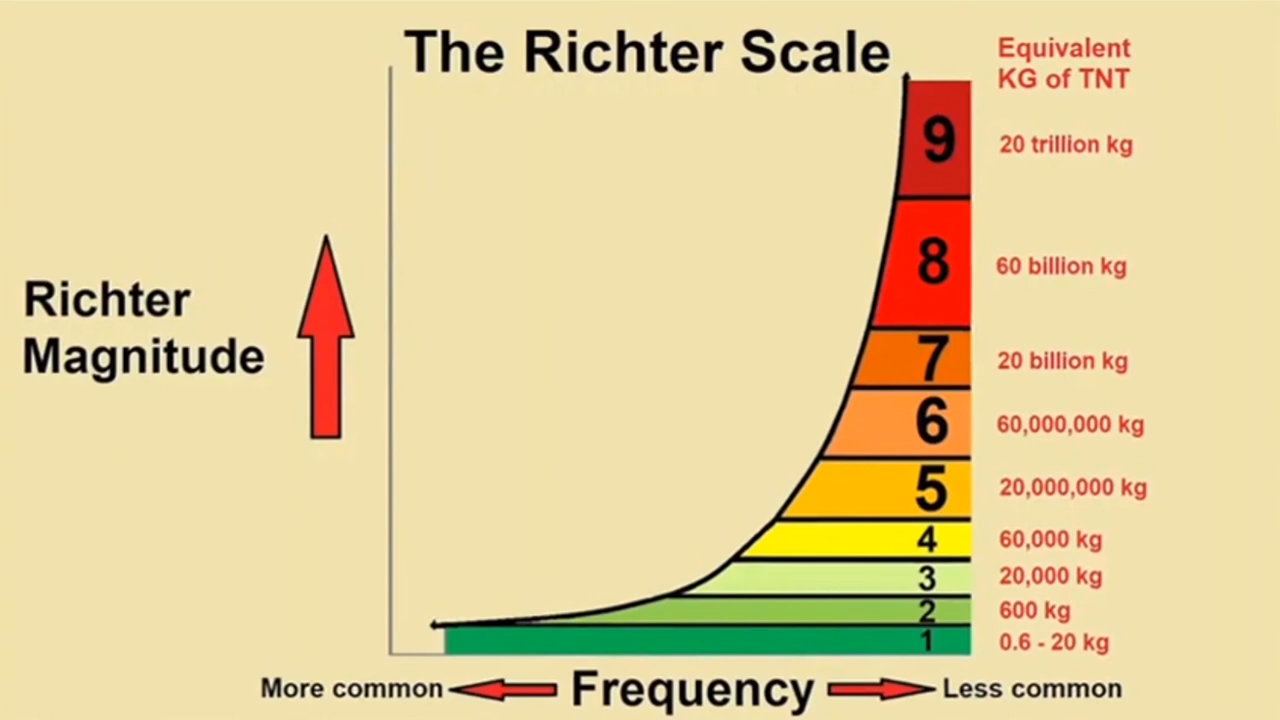 The Richter Scale
Equivalent
KG of TNT
9
20 trillion kg
8
60 billion kg
Richter
Magnitude
7
20 billion kg
6
60,000,000 kg
5
20,000,000 kg
4
60,000 kg
3
20,000 kg
2
600 kg
1
0.6 - 20 kg
More common
Frequency
Less common